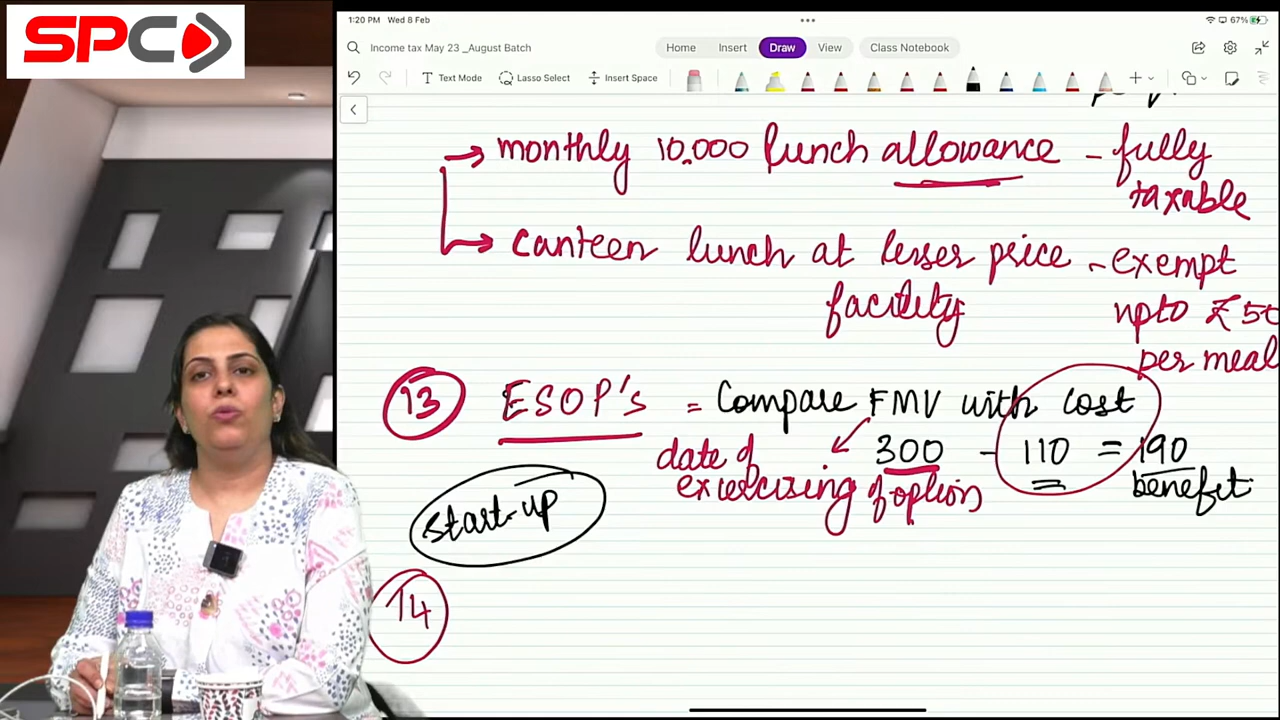 SPC
1:20 PM Wed 8 Feb
67%
Income tax May 23 _August Batch
Home Insert Draw View Class Notebook
Text Mode Lasso Select Insert Space
→ monthly 10,000 lunch allowance - fully
taxable
→ canteen lunch at lesser price - exempt
facility upto ₹50
per meal
13 ESOP's = Compare FMV with cost
date of 300 - 110 = 190
excercizing of option benefit
start-up
14